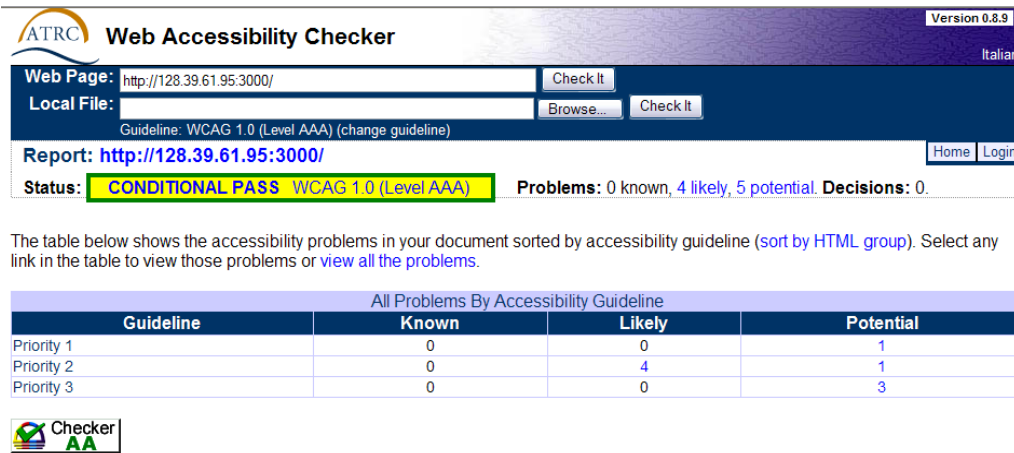 Version 0.8.9
ATRC Web Accessibility Checker
Italian
Web Page: http://128.39.61.95:3000/ Check It
Local File: Browse... Check It
Guideline: WCAG 1.0 (Level AAA) (change guideline)
Report: http://128.39.61.95:3000/ Home Login
Status: CONDITIONAL PASS WCAG 1.0 (Level AAA) Problems: 0 known, 4 likely, 5 potential. Decisions: 0.
The table below shows the accessibility problems in your document sorted by accessibility guideline (sort by HTML group). Select any
link in the table to view those problems or view all the problems.
All Problems By Accessibility Guideline
Guideline Known Likely Potential
Priority 1 0 0 1
Priority 2 0 4 1
Priority 3 0 0 3
Checker
AA